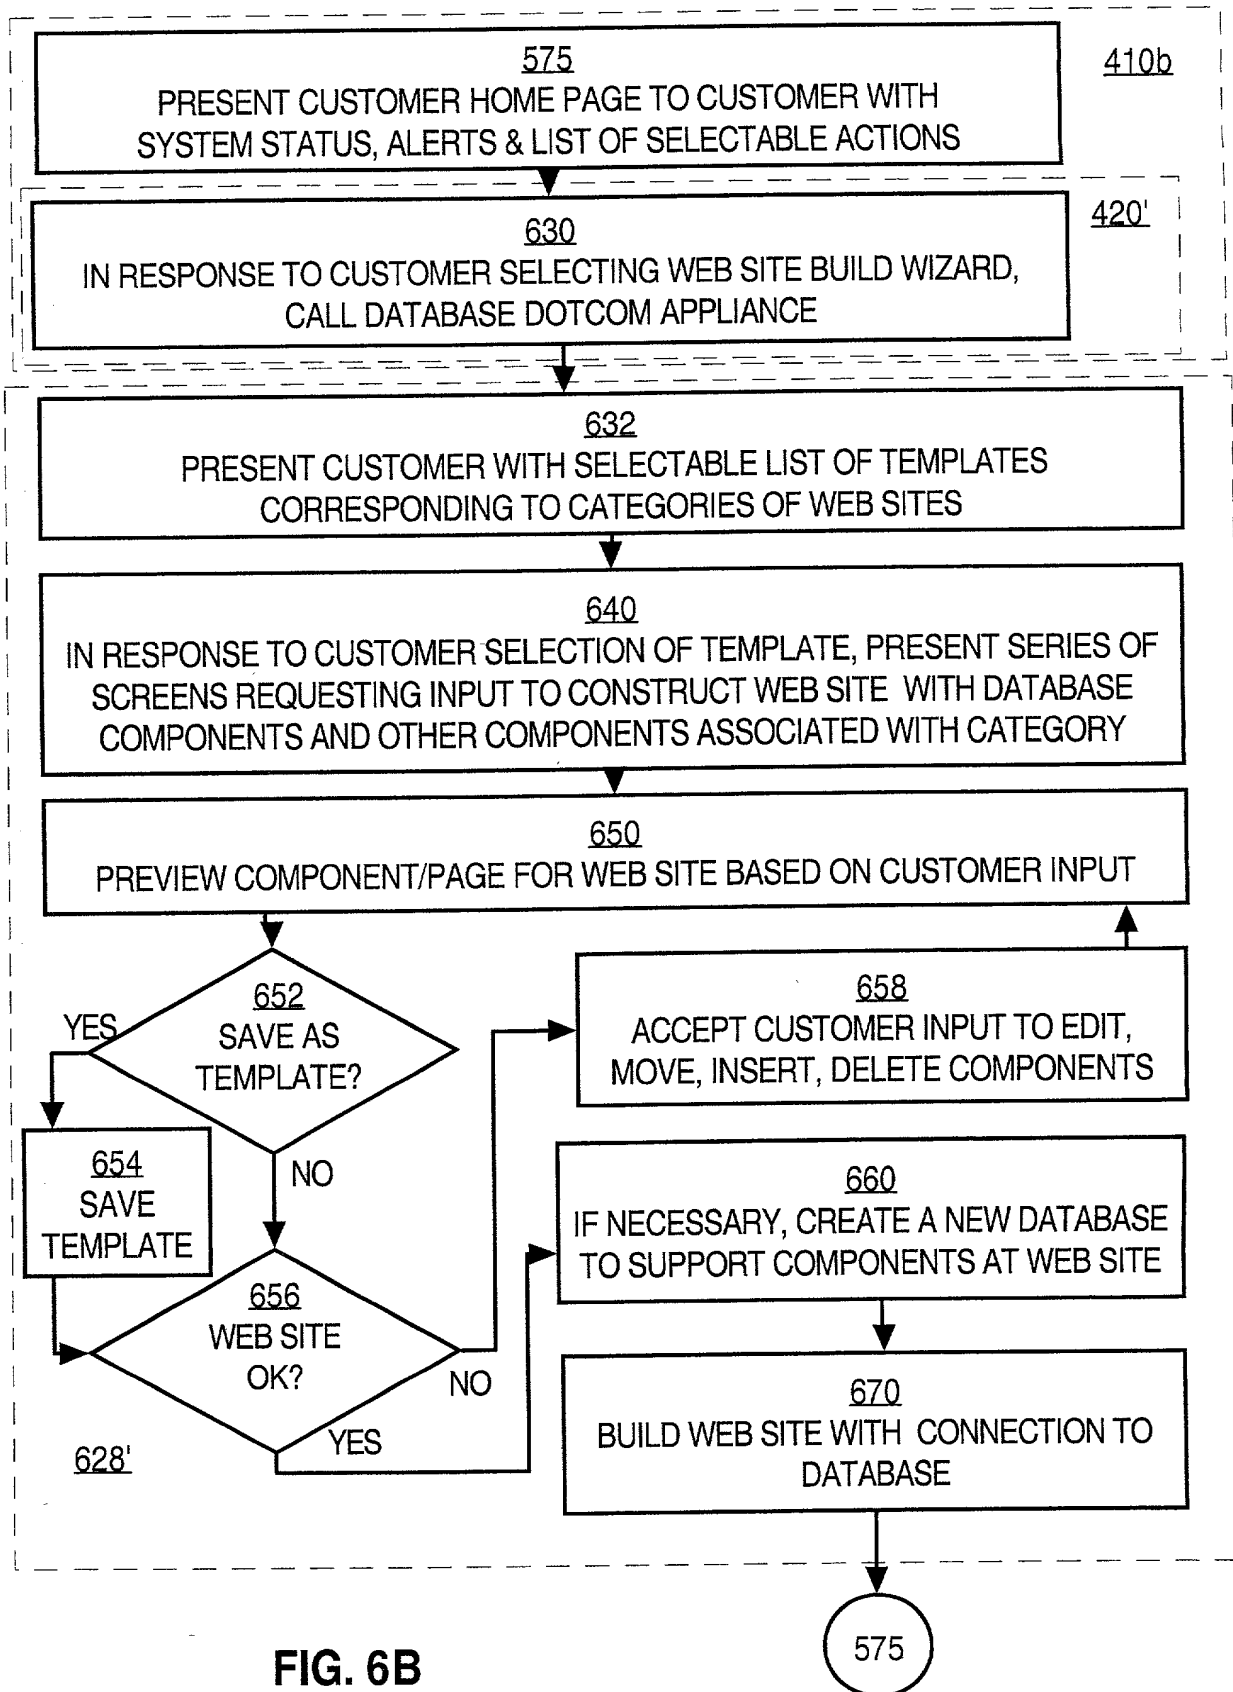 575
410b
PRESENT CUSTOMER HOME PAGE TO CUSTOMER WITH
SYSTEM STATUS, ALERTS & LIST OF SELECTABLE ACTIONS
420'
630
IN RESPONSE TO CUSTOMER SELECTING WEB SITE BUILD WIZARD,
CALL DATABASE DOTCOM APPLIANCE
632
PRESENT CUSTOMER WITH SELECTABLE LIST OF TEMPLATES
CORRESPONDING TO CATEGORIES OF WEB SITES
640
IN RESPONSE TO CUSTOMER SELECTION OF TEMPLATE, PRESENT SERIES OF
SCREENS REQUESTING INPUT TO CONSTRUCT WEB SITE WITH DATABASE
COMPONENTS AND OTHER COMPONENTS ASSOCIATED WITH CATEGORY
650
PREVIEW COMPONENT/PAGE FOR WEB SITE BASED ON CUSTOMER INPUT
652
SAVE AS
TEMPLATE?
YES
NO
654
SAVE
TEMPLATE
656
WEB SITE
OK?
NO
YES
658
ACCEPT CUSTOMER INPUT TO EDIT,
MOVE, INSERT, DELETE COMPONENTS
660
IF NECESSARY, CREATE A NEW DATABASE
TO SUPPORT COMPONENTS AT WEB SITE
670
BUILD WEB SITE WITH CONNECTION TO
DATABASE
628'
575
FIG. 6B